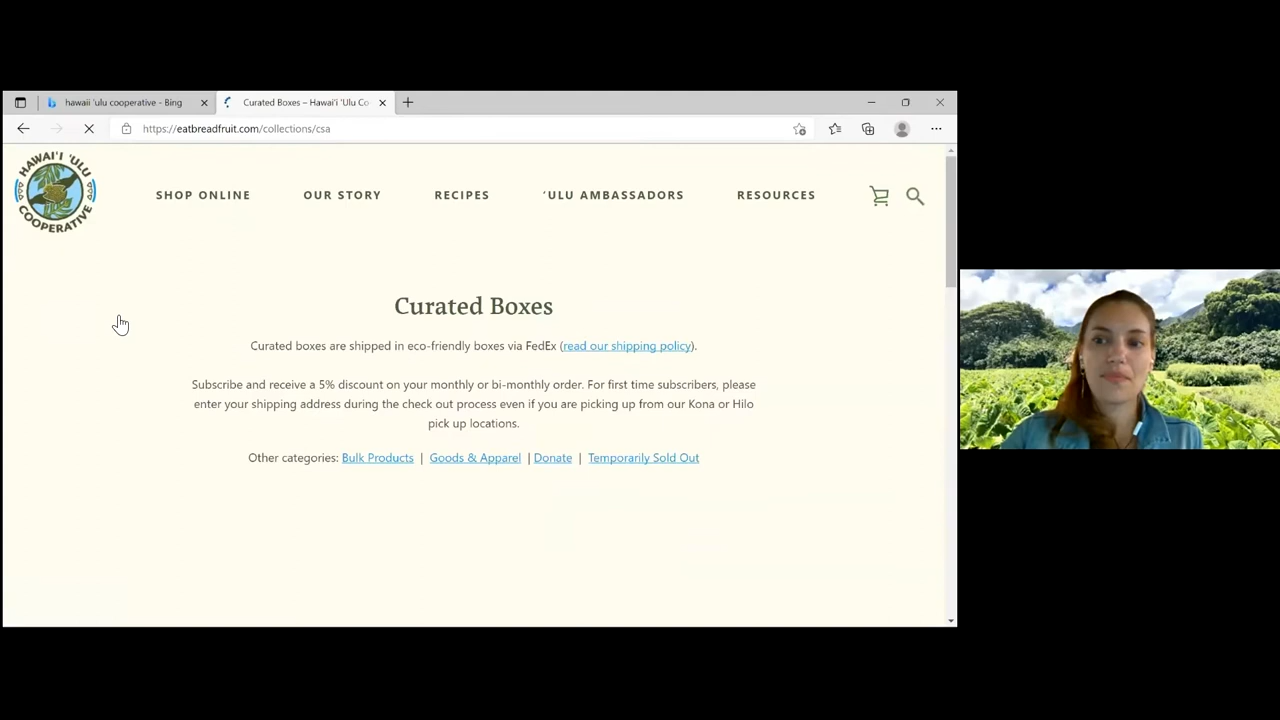 hawaii 'ulu cooperative - Bing
Curated Boxes – Hawai'i 'Ulu Co
https://eatbreadfruit.com/collections/csa
HAWAI'I 'ULU
COOPERATIVE
SHOP ONLINE
OUR STORY
RECIPES
'ULU AMBASSADORS
RESOURCES
Curated Boxes
Curated boxes are shipped in eco-friendly boxes via FedEx (read our shipping policy).
Subscribe and receive a 5% discount on your monthly or bi-monthly order. For first time subscribers, please
enter your shipping address during the check out process even if you are picking up from our Kona or Hilo
pick up locations.
Other categories: Bulk Products | Goods & Apparel | Donate | Temporarily Sold Out